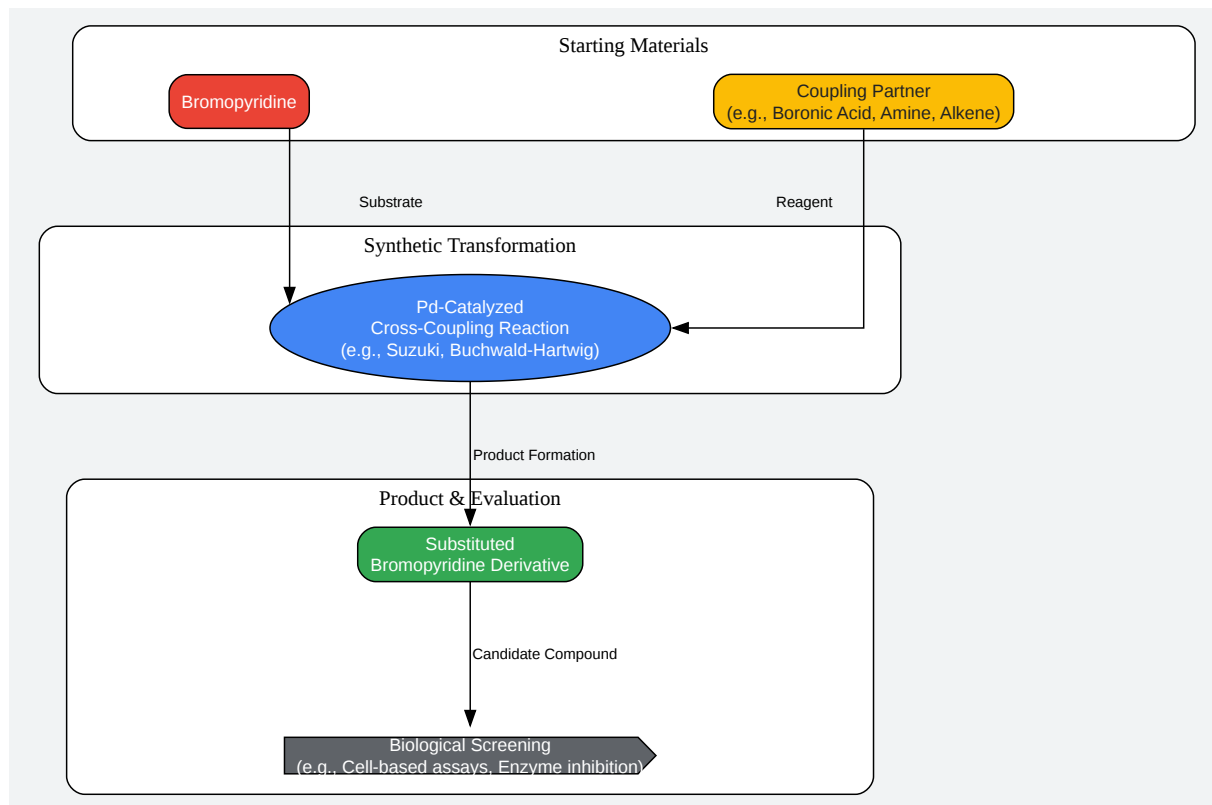 Starting Materials
Bromopyridine
Coupling Partner
(e.g., Boronic Acid, Amine, Alkene)
Substrate
Reagent
Synthetic Transformation
Pd-Catalyzed
Cross-Coupling Reaction
(e.g., Suzuki, Buchwald-Hartwig)
Product Formation
Product & Evaluation
Substituted
Bromopyridine Derivative
Candidate Compound
Biological Screening
(e.g., Cell-based assays, Enzyme inhibition)